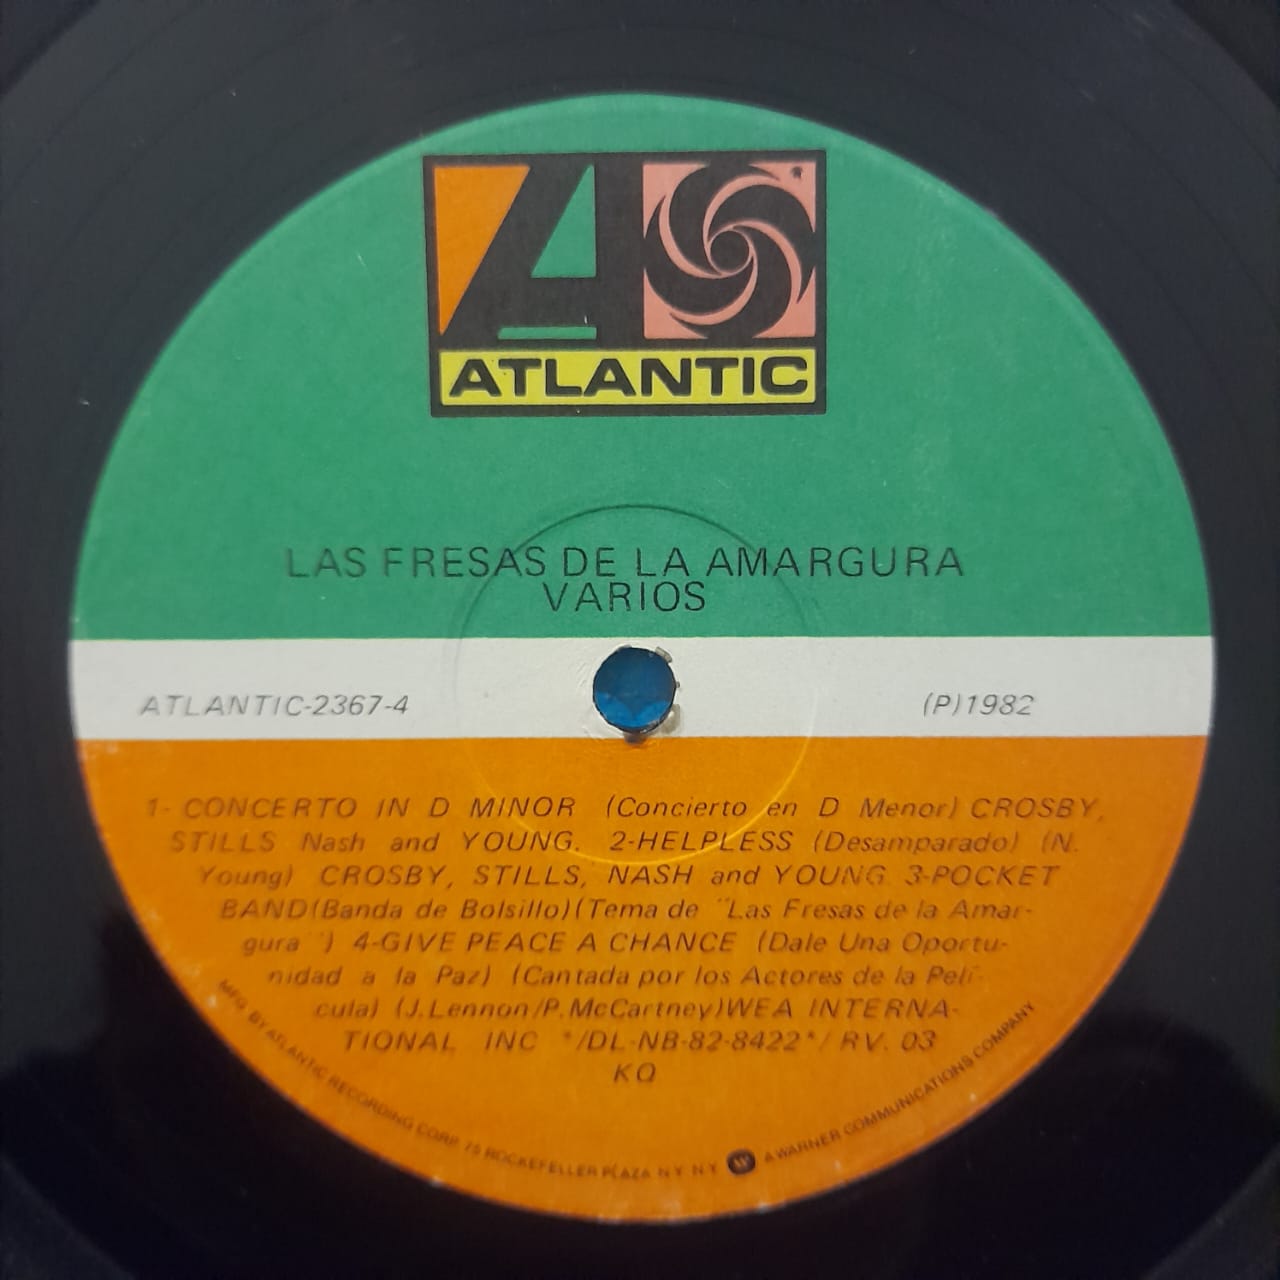 ATLANTIC
LAS FRESAS DE LA AMARGURA
VARIOS
ATLANTIC-2367-4
(P)1982
1- CONCERTO IN D MINOR (Concierto en D Menor) CROSBY,
STILLS Nash and YOUNG. 2-HELPLESS (Desamparado) (N.
Young) CROSBY, STILLS, NASH and YOUNG 3-POCKET
BAND(Banda de Bolsillo)(Tema de "Las Fresas de la Amar-
gura") 4-GIVE PEACE A CHANCE (Dale Una Oportu-
nidad a la Paz) (Cantada por los Actores de la Pelí-
cula) (J.Lennon/P.McCartney)WEA INTERNA-
TIONAL INC */DL-NB-82-8422*/ RV. 03
KQ
MFG. BY ATLANTIC RECORDING CORP. 75 ROCKEFELLER PLAZA N.Y. N.Y. A WARNER COMMUNICATIONS COMPANY